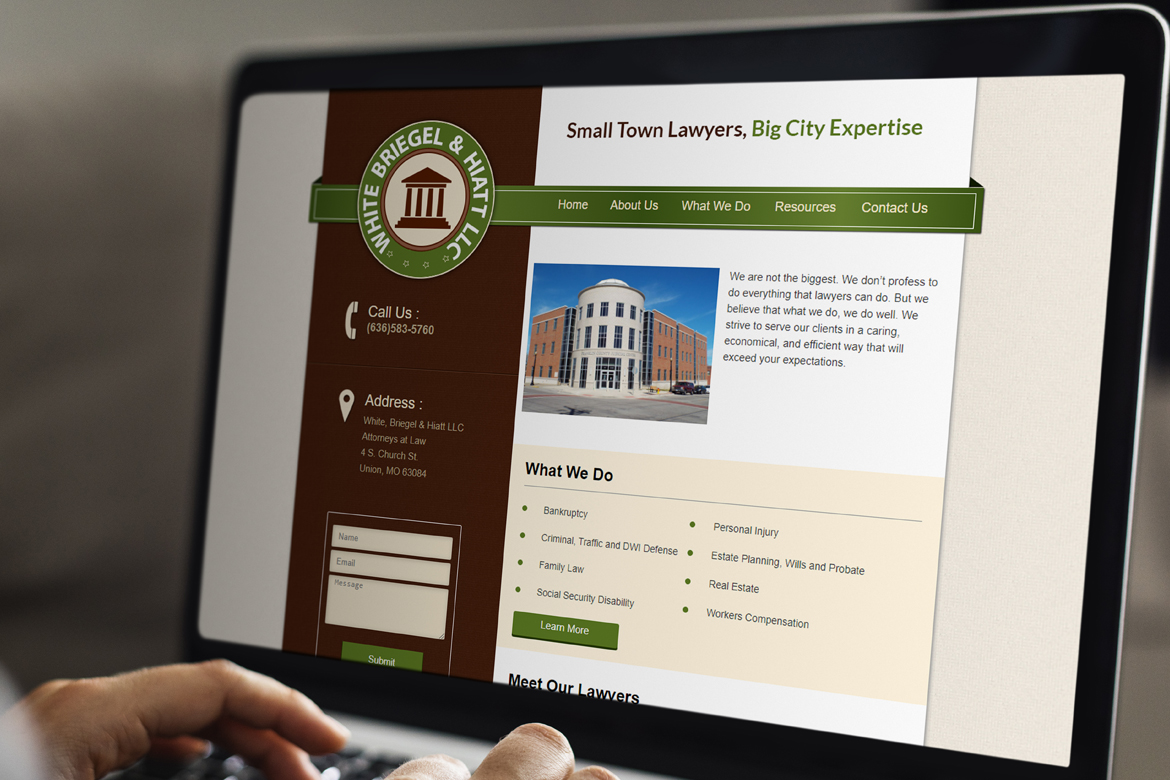 WHITE BRIEGEL & HIATT LLC
Small Town Lawyers, Big City Expertise
Home About Us What We Do Resources Contact Us
Call Us :
(636)583-5760
Address :
White, Briegel & Hiatt LLC
Attorneys at Law
4 S. Church St
Union, MO 63084
Name
Email
Message
Submit
We are not the biggest. We don't profess to
do everything that lawyers can do. But we
believe that what we do, we do well. We
strive to serve our clients in a caring,
economical, and efficient way that will
exceed your expectations.
What We Do
Bankruptcy
Criminal, Traffic and DWI Defense
Family Law
Social Security Disability
Personal Injury
Estate Planning, Wills and Probate
Real Estate
Workers Compensation
Learn More
Meet Our Lawyers